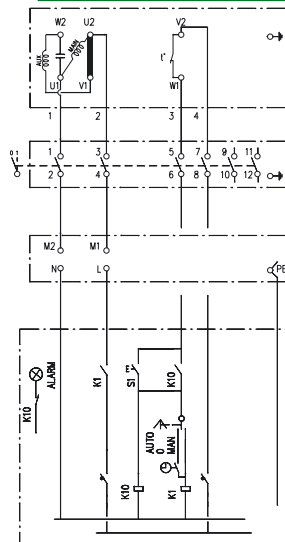 W2 U2 V2
AUX 000 MAIN 000 t°
U1 V1 W1
1 2 3 4
0 1 1 3 5 7 9 11
2 4 6 8 10 12
M2 M1
N L PE
ALARM
K10 K1 S1 E K10
AUTO
0
MAN
K10 K1